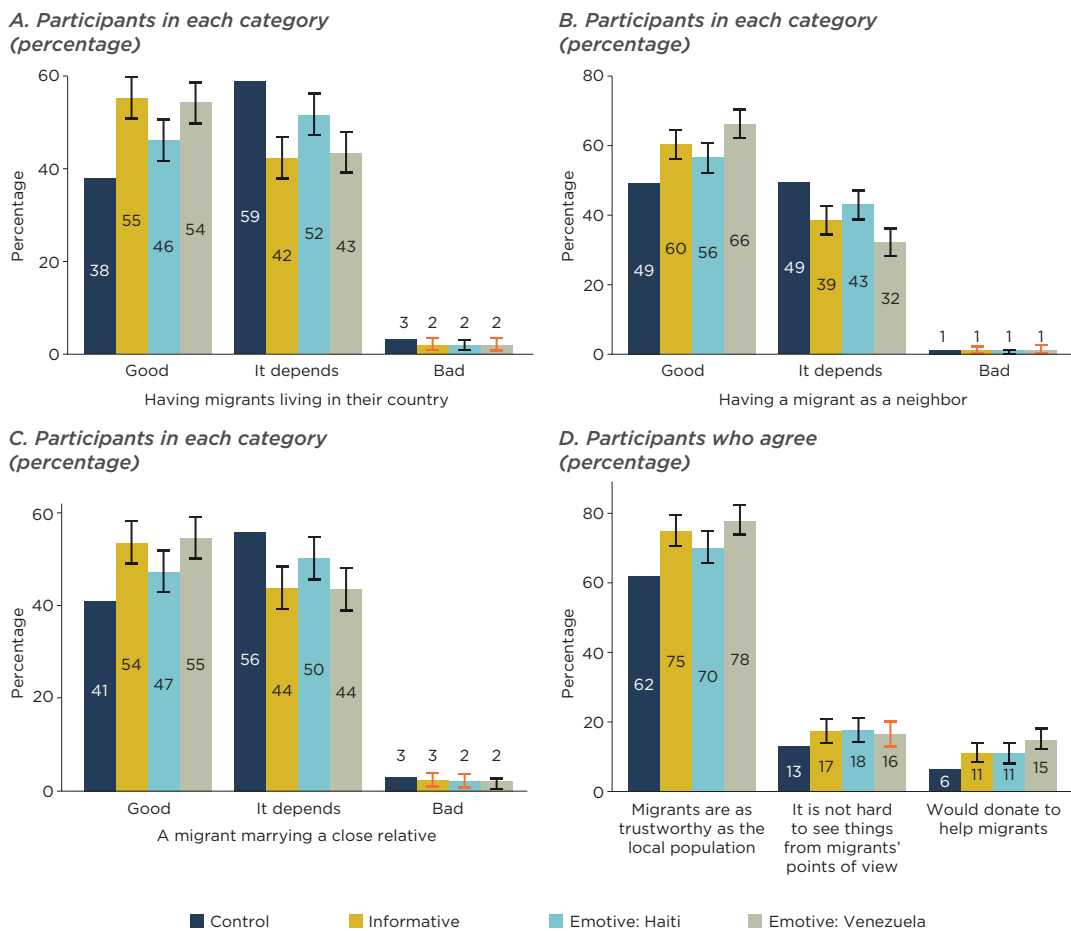 A. Participants in each category
(percentage)
Percentage
60
40
20
0
38
55
46
54
59
42
52
43
3
2
2
2
Good
It depends
Bad
Having migrants living in their country
B. Participants in each category
(percentage)
Percentage
80
60
40
20
0
49
60
56
66
49
39
43
32
1
1
1
1
Good
It depends
Bad
Having a migrant as a neighbor
C. Participants in each category
(percentage)
Percentage
60
40
20
0
41
54
47
55
56
44
50
44
3
3
2
2
Good
It depends
Bad
A migrant marrying a close relative
D. Participants who agree
(percentage)
Percentage
80
60
40
20
0
62
75
70
78
13
17
18
16
6
11
11
15
Migrants are as
trustworthy as the
local population
It is not hard
to see things
from migrants’
points of view
Would donate to
help migrants
Control
Informative
Emotive: Haiti
Emotive: Venezuela